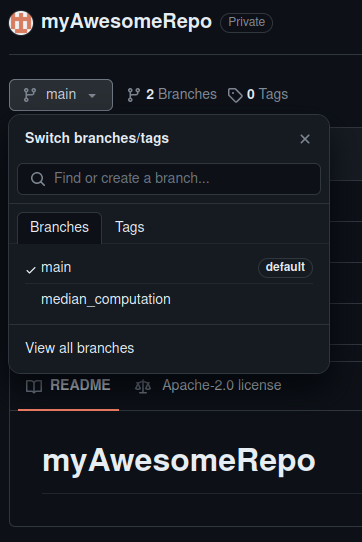 myAwesomeRepo Private
main 2 Branches 0 Tags
Switch branches/tags
Find or create a branch...
Branches Tags
main default
median_computation
View all branches
README Apache-2.0 license
myAwesomeRepo